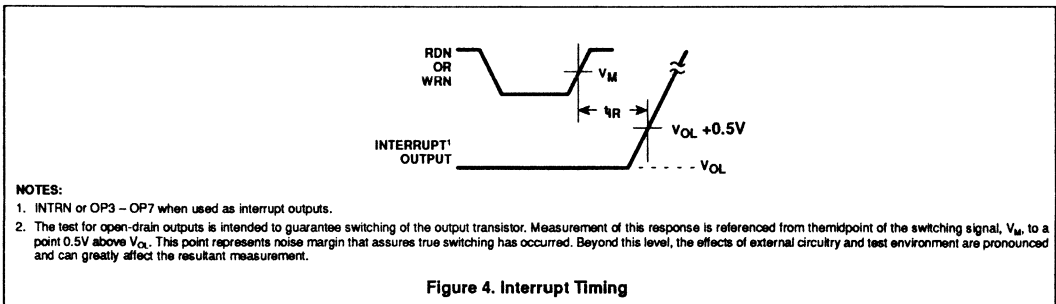 RDN
OR
WRN
VM
tIR
VOL +0.5V
INTERRUPT¹
OUTPUT
VOL
NOTES:
1. INTRN or OP3 – OP7 when used as interrupt outputs.
2. The test for open-drain outputs is intended to guarantee switching of the output transistor. Measurement of this response is referenced from themidpoint of the switching signal, VM, to a
point 0.5V above VOL. This point represents noise margin that assures true switching has occurred. Beyond this level, the effects of external circuitry and test environment are pronounced
and can greatly affect the resultant measurement.
Figure 4. Interrupt Timing